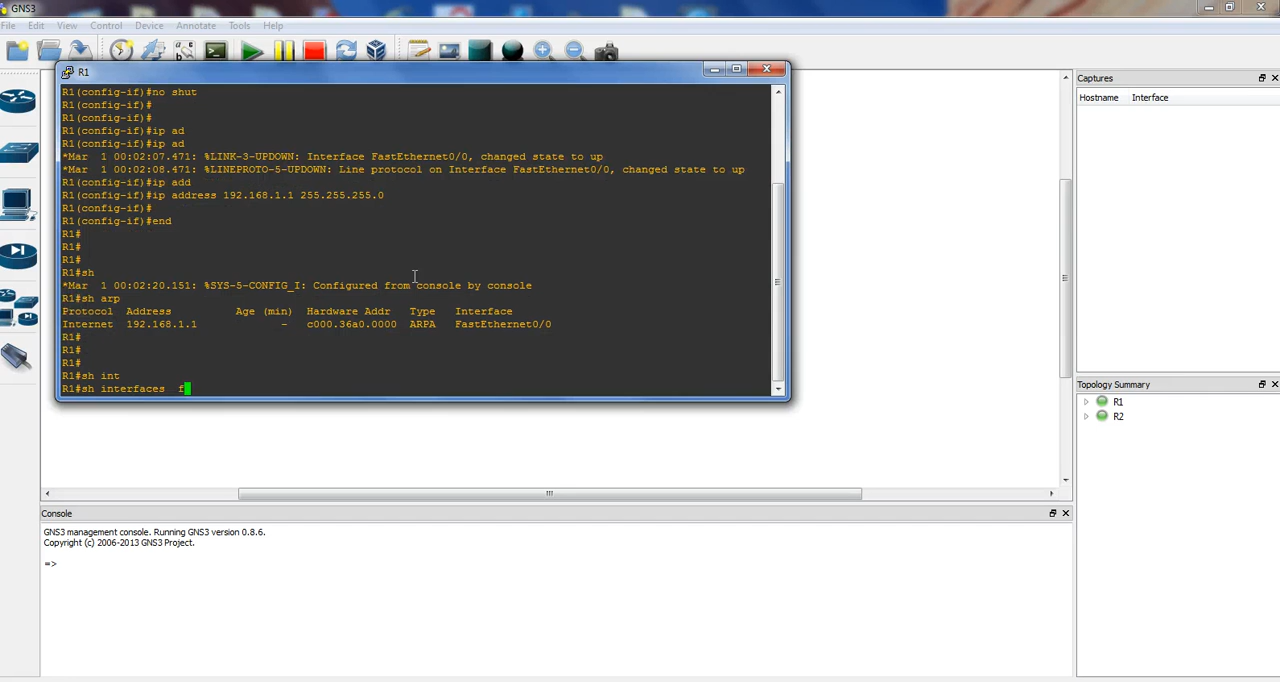 GNS3
File Edit View Control Device Annotate Tools Help
R1
R1(config-if)#no shut
R1(config-if)#
R1(config-if)#
R1(config-if)#ip ad
R1(config-if)#ip ad
*Mar  1 00:02:07.471: %LINK-3-UPDOWN: Interface FastEthernet0/0, changed state to up
*Mar  1 00:02:08.471: %LINEPROTO-5-UPDOWN: Line protocol on Interface FastEthernet0/0, changed state to up
R1(config-if)#ip add
R1(config-if)#ip address 192.168.1.1 255.255.255.0
R1(config-if)#
R1(config-if)#end
R1#
R1#
R1#
R1#sh
*Mar  1 00:02:20.151: %SYS-5-CONFIG_I: Configured from console by console
R1#sh arp
Protocol  Address          Age (min)  Hardware Addr   Type   Interface
Internet  192.168.1.1             -   c000.36a0.0000  ARPA   FastEthernet0/0
R1#
R1#
R1#
R1#sh int
R1#sh interfaces  f
Captures
Hostname Interface
Topology Summary
R1
R2
Console
GNS3 management console. Running GNS3 version 0.8.6.
Copyright (c) 2006-2013 GNS3 Project.
=>